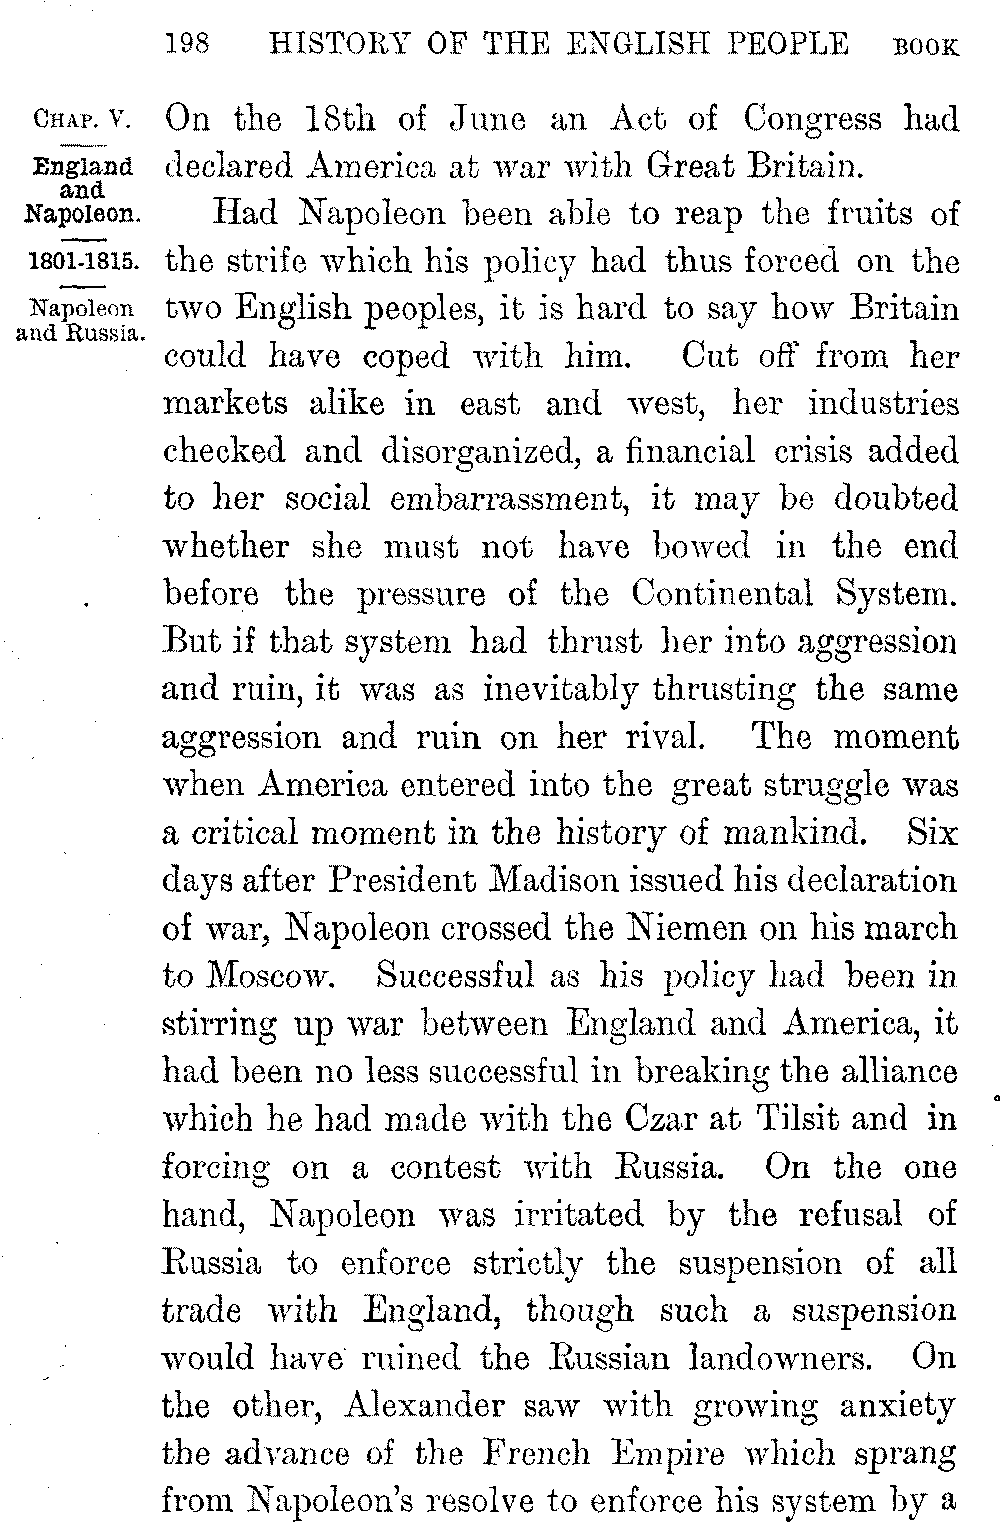 198 HISTORY OF THE ENGLISH PEOPLE BOOK
CHAP. V.
England
and
Napoleon.
1801-1815.
Napoleon
and Russia.
On the 18th of June an Act of Congress had
declared America at war with Great Britain.
Had Napoleon been able to reap the fruits of
the strife which his policy had thus forced on the
two English peoples, it is hard to say how Britain
could have coped with him. Cut off from her
markets alike in east and west, her industries
checked and disorganized, a financial crisis added
to her social embarrassment, it may be doubted
whether she must not have bowed in the end
before the pressure of the Continental System.
But if that system had thrust her into aggression
and ruin, it was as inevitably thrusting the same
aggression and ruin on her rival. The moment
when America entered into the great struggle was
a critical moment in the history of mankind. Six
days after President Madison issued his declaration
of war, Napoleon crossed the Niemen on his march
to Moscow. Successful as his policy had been in
stirring up war between England and America, it
had been no less successful in breaking the alliance
which he had made with the Czar at Tilsit and in
forcing on a contest with Russia. On the one
hand, Napoleon was irritated by the refusal of
Russia to enforce strictly the suspension of all
trade with England, though such a suspension
would have ruined the Russian landowners. On
the other, Alexander saw with growing anxiety
the advance of the French Empire which sprang
from Napoleon's resolve to enforce his system by a